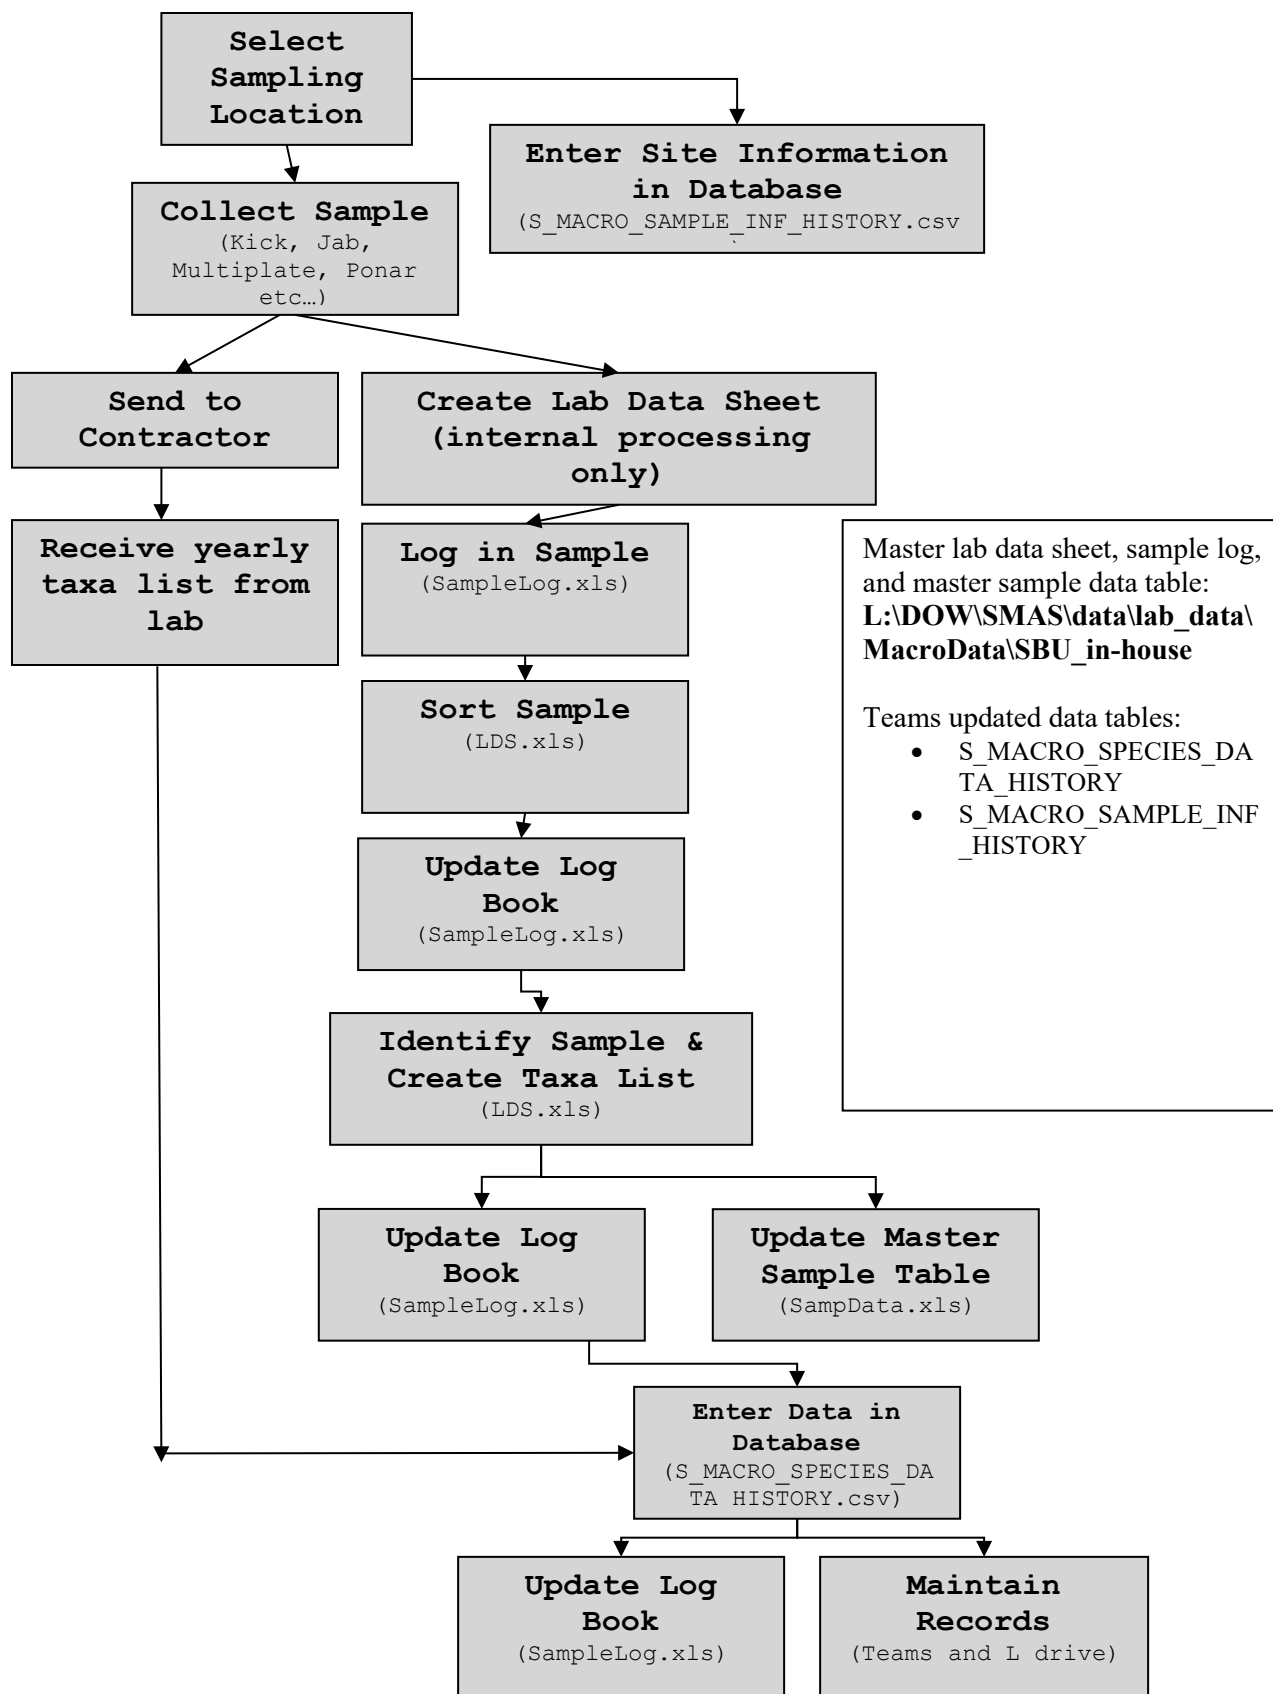 Select
Sampling
Location
Enter Site Information
in Database
(S_MACRO_SAMPLE_INF_HISTORY.csv
Collect Sample
(Kick, Jab,
Multiplate, Ponar
etc…)
Send to
Contractor
Create Lab Data Sheet
(internal processing
only)
Receive yearly
taxa list from
lab
Log in Sample
(SampleLog.xls)
Master lab data sheet, sample log,
and master sample data table:
L:\DOW\SMAS\data\lab_data\
MacroData\SBU_in-house
Teams updated data tables:
• S_MACRO_SPECIES_DA
TA_HISTORY
• S_MACRO_SAMPLE_INF
_HISTORY
Sort Sample
(LDS.xls)
Update Log
Book
(SampleLog.xls)
Identify Sample &
Create Taxa List
(LDS.xls)
Update Log
Book
(SampleLog.xls)
Update Master
Sample Table
(SampData.xls)
Enter Data in
Database
(S_MACRO_SPECIES_DA
TA HISTORY.csv)
Update Log
Book
(SampleLog.xls)
Maintain
Records
(Teams and L drive)